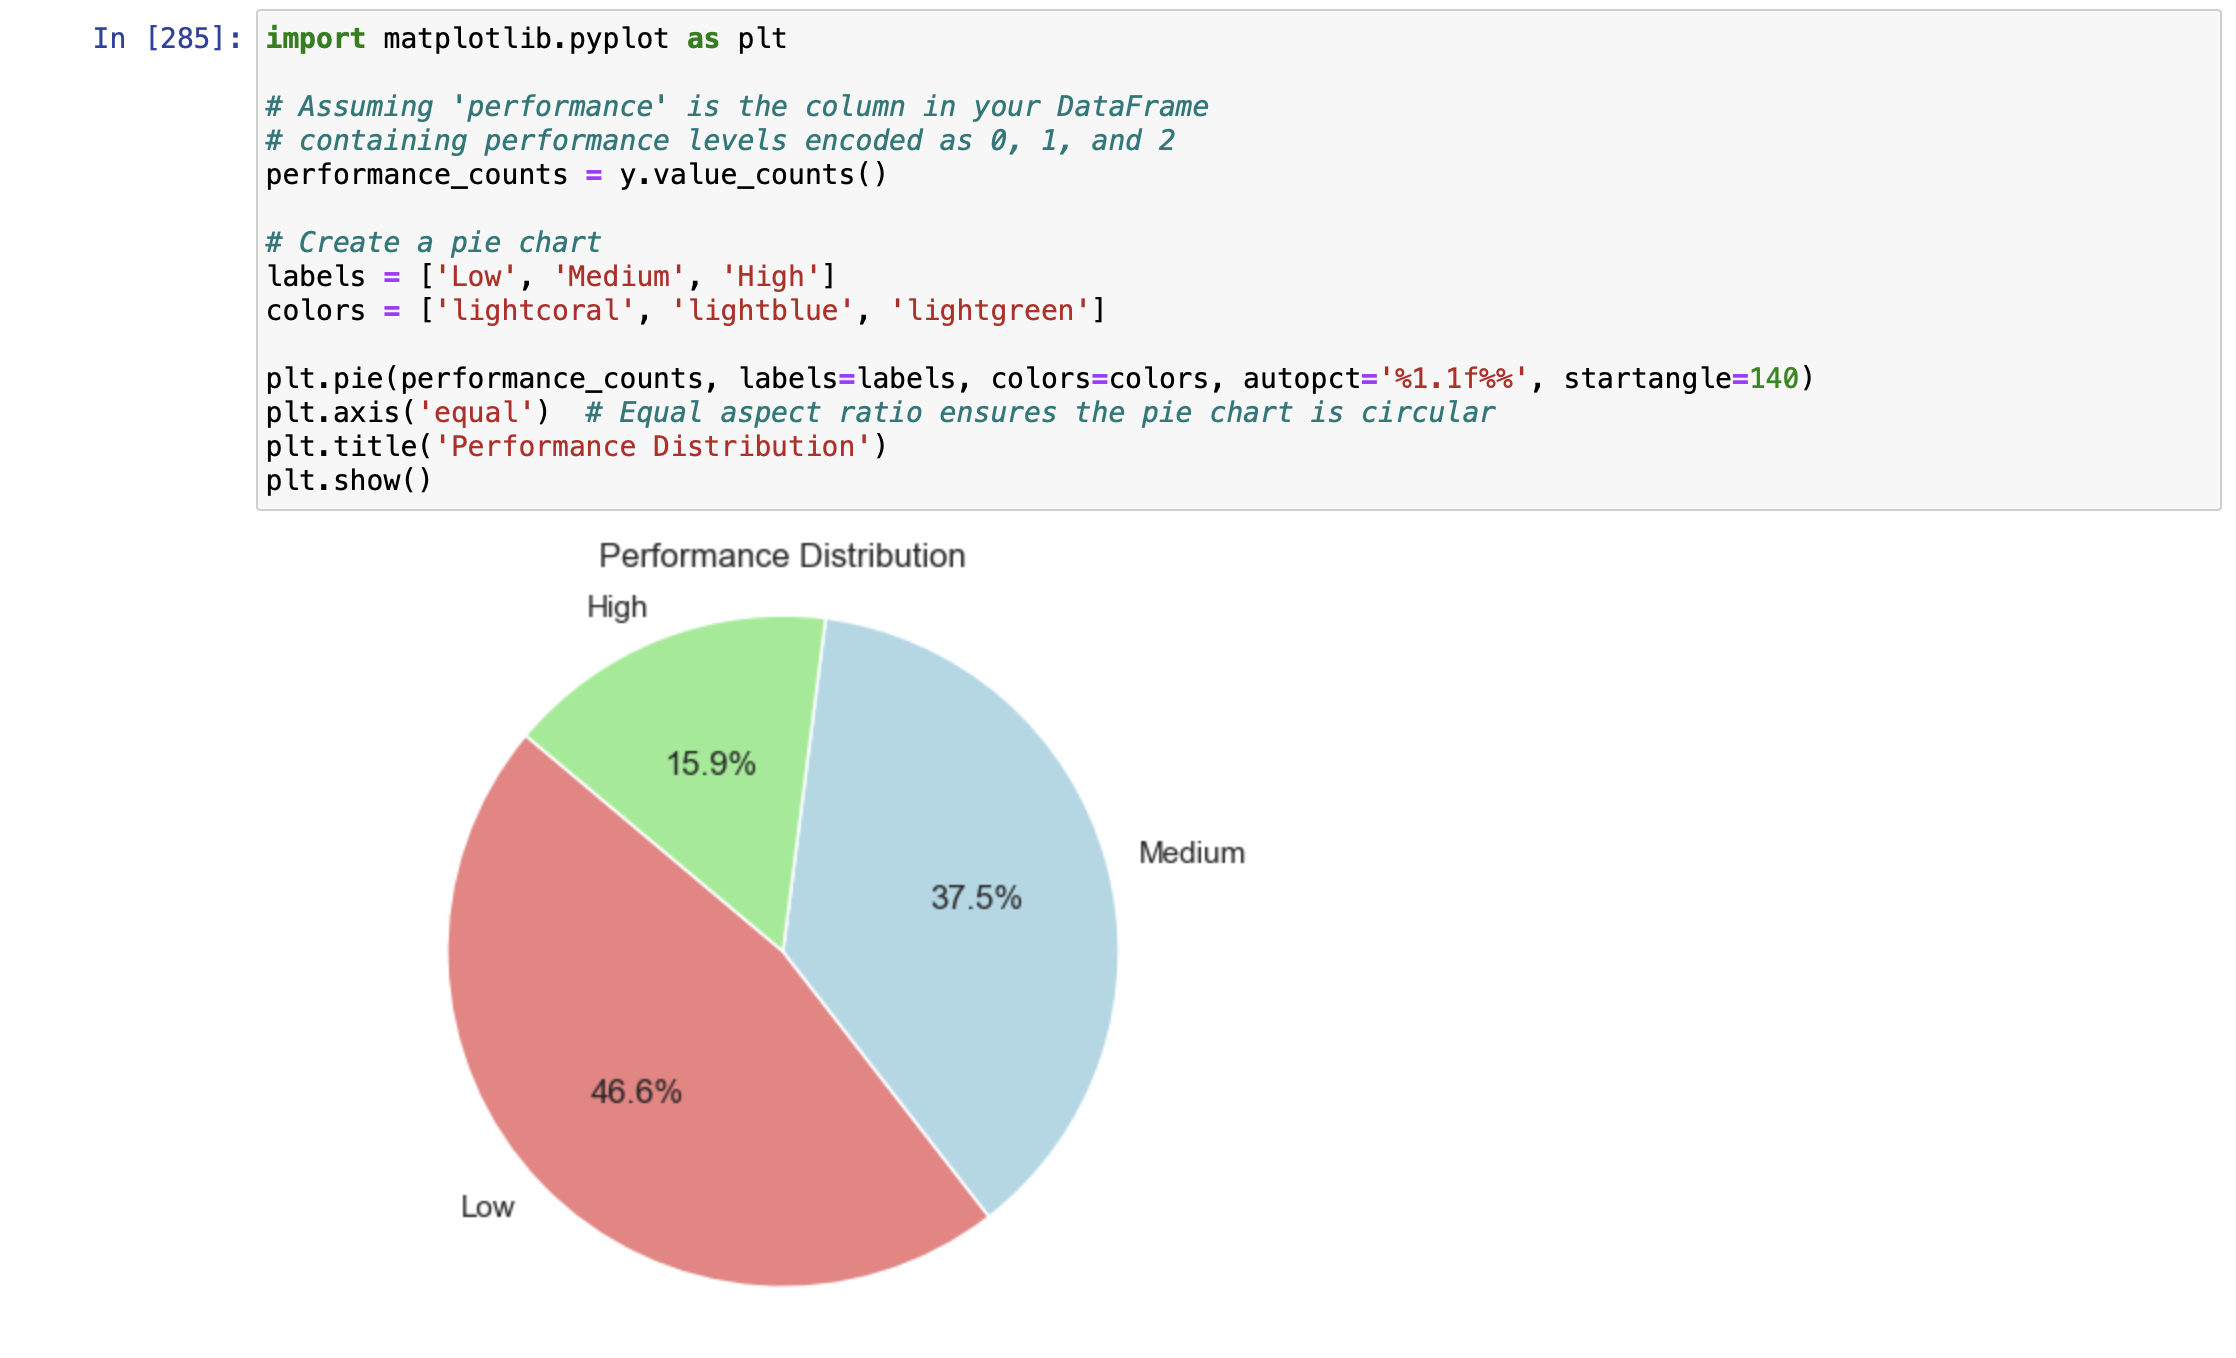 In [285]: import matplotlib.pyplot as plt
# Assuming 'performance' is the column in your DataFrame
# containing performance levels encoded as 0, 1, and 2
performance_counts = y.value_counts()
# Create a pie chart
labels = ['Low', 'Medium', 'High']
colors = ['lightcoral', 'lightblue', 'lightgreen']
plt.pie(performance_counts, labels=labels, colors=colors, autopct='%1.1f%%', startangle=140)
plt.axis('equal')  # Equal aspect ratio ensures the pie chart is circular
plt.title('Performance Distribution')
plt.show()
Performance Distribution
High
15.9%
Medium
37.5%
46.6%
Low